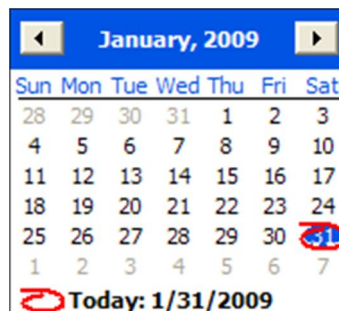 January, 2009
Sun Mon Tue Wed Thu Fri Sat
28 29 30 31 1 2 3
4 5 6 7 8 9 10
11 12 13 14 15 16 17
18 19 20 21 22 23 24
25 26 27 28 29 30 31
1 2 3 4 5 6 7
Today: 1/31/2009